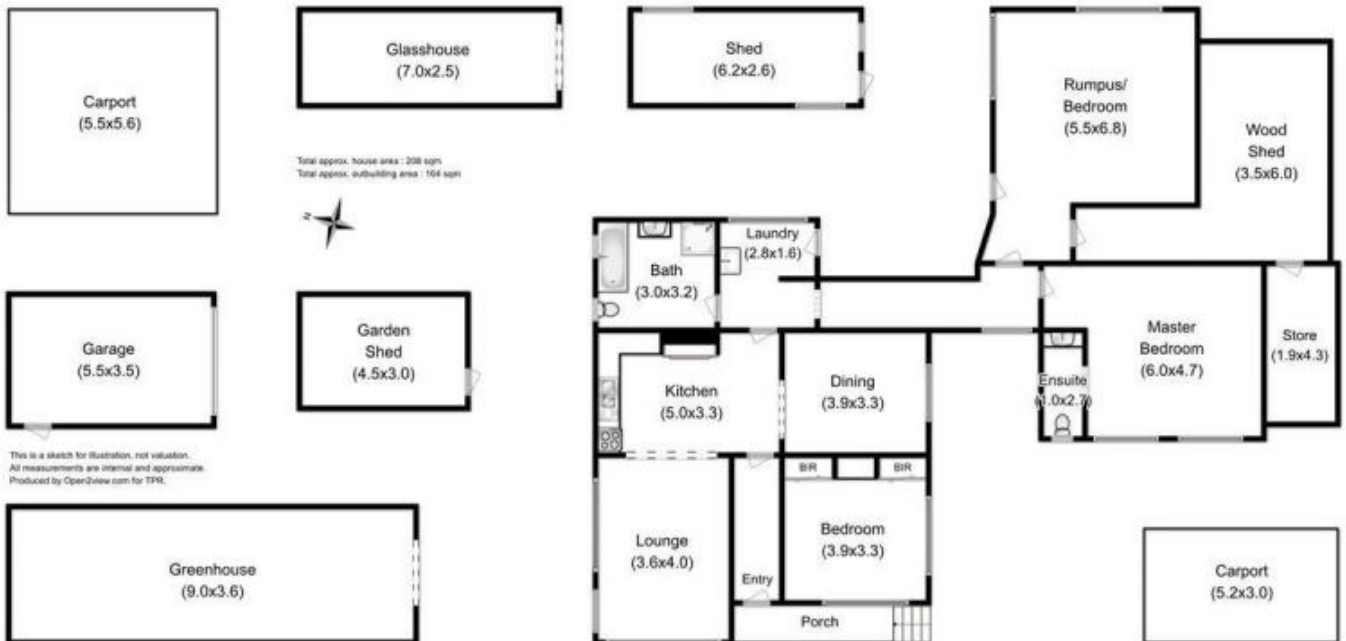 Carport
(5.5x5.6)
Glasshouse
(7.0x2.5)
Shed
(6.2x2.6)
Rumpus/
Bedroom
(5.5x6.8)
Wood
Shed
(3.5x6.0)
Total approx. house area : 208 sqm
Total approx. outbuilding area : 164 sqm
N
Laundry
(2.8x1.6)
Bath
(3.0x3.2)
Garage
(5.5x3.5)
Garden
Shed
(4.5x3.0)
Kitchen
(5.0x3.3)
Dining
(3.9x3.3)
Ensuite
(1.0x2.7)
Master
Bedroom
(6.0x4.7)
Store
(1.9x4.3)
This is a sketch for illustration, not valuation.
All measurements are internal and approximate.
Produced by Open2view.com for TPR.
BIR
BIR
Greenhouse
(9.0x3.6)
Lounge
(3.6x4.0)
Entry
Bedroom
(3.9x3.3)
Porch
Carport
(5.2x3.0)